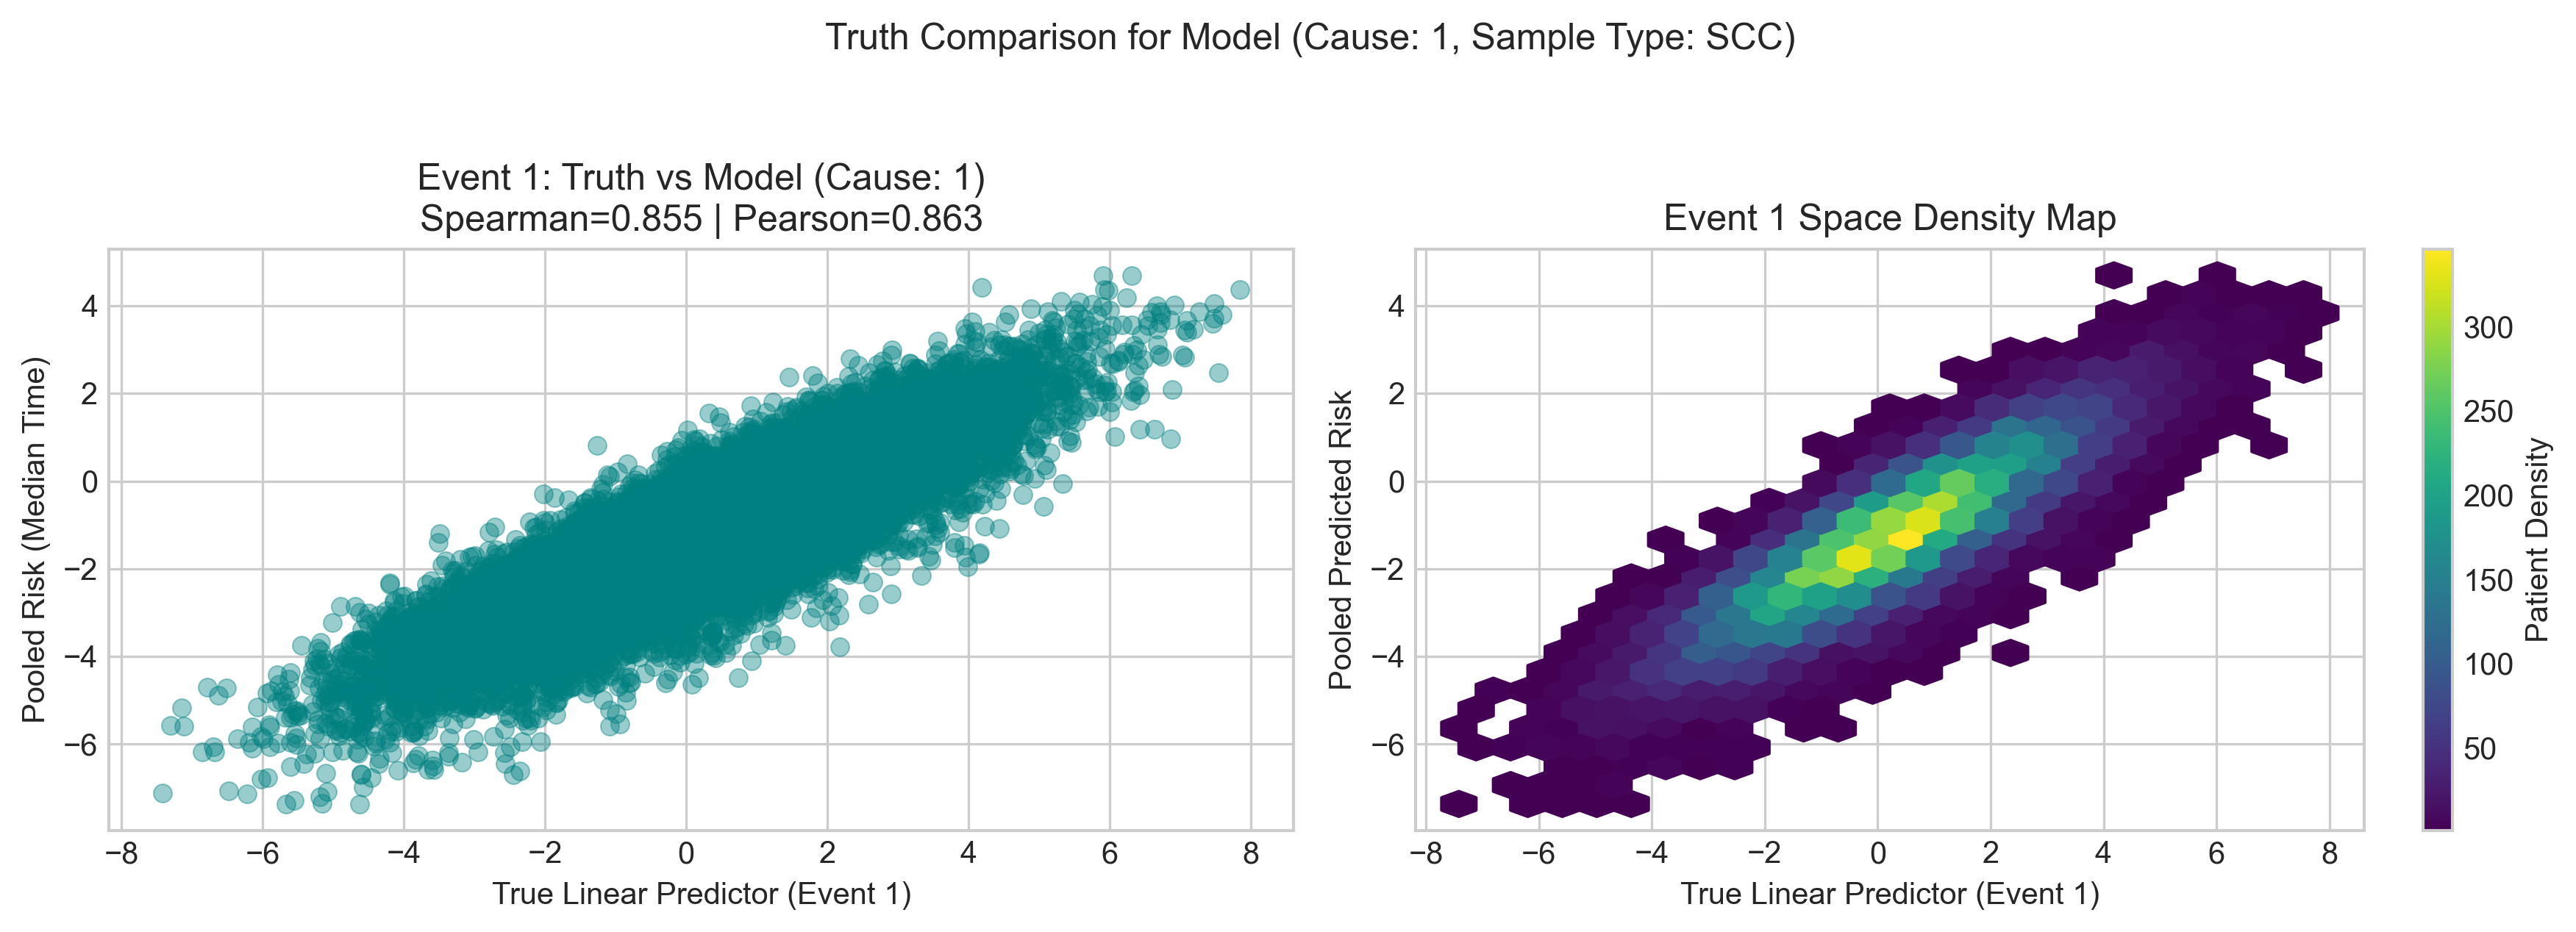 Truth Comparison for Model (Cause: 1, Sample Type: SCC)
Event 1: Truth vs Model (Cause: 1)
Spearman=0.855 | Pearson=0.863
Pooled Risk (Median Time)
4
2
0
−2
−4
−6
−8 −6 −4 −2 0 2 4 6 8
True Linear Predictor (Event 1)
Event 1 Space Density Map
Pooled Predicted Risk
4
2
0
−2
−4
−6
−8 −6 −4 −2 0 2 4 6 8
True Linear Predictor (Event 1)
300
250
200
150
100
50
Patient Density